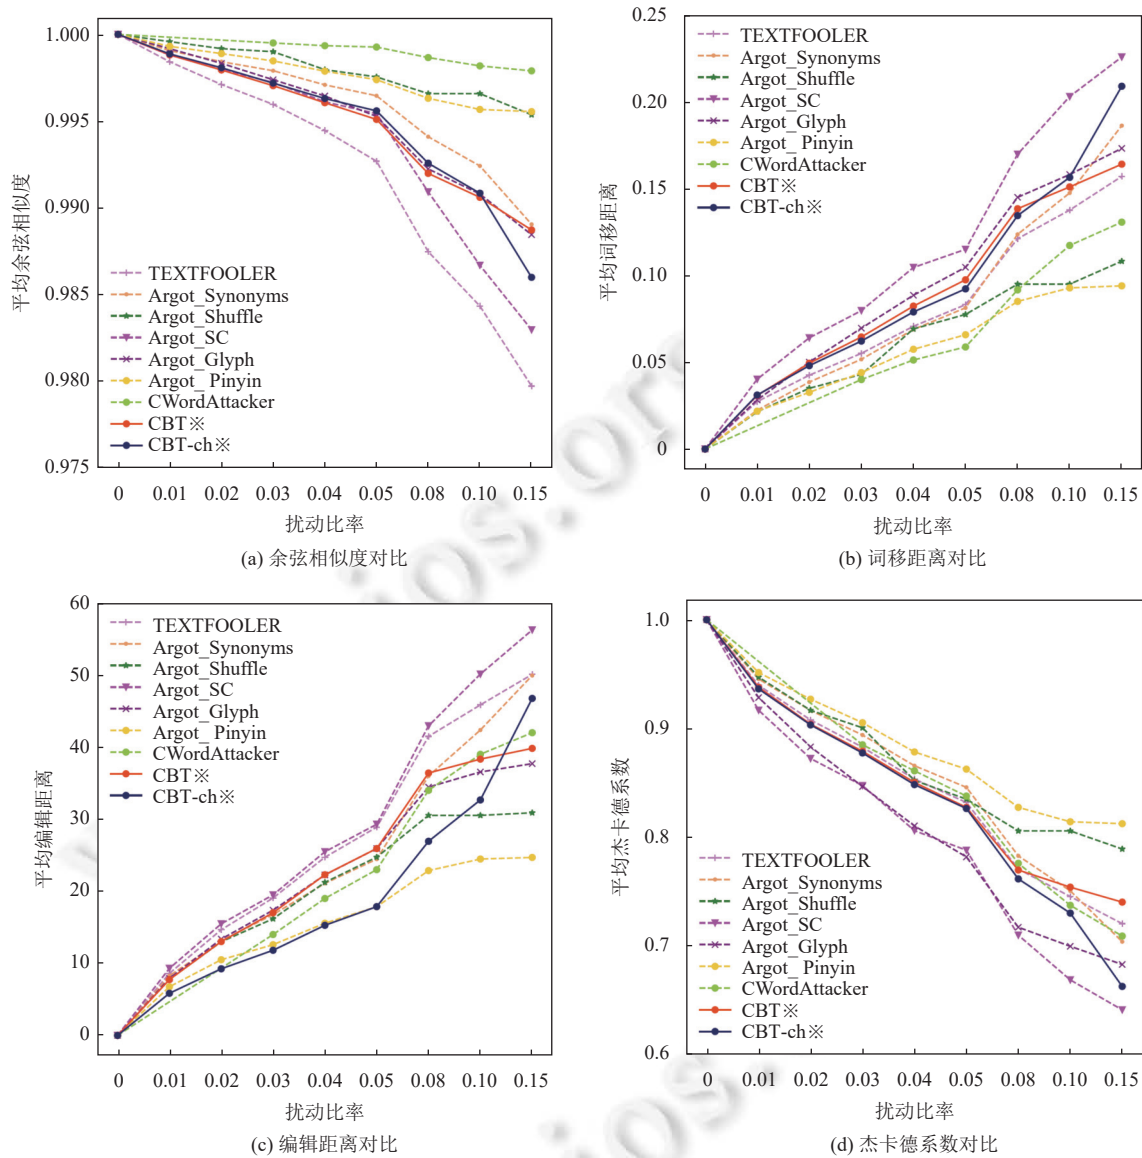 1.000
0.995
0.990
0.985
0.980
0.975
平均余弦相似度
TEXTFOOLER
Argot_Synonyms
Argot_Shuffle
Argot_SC
Argot_Glyph
Argot_ Pinyin
CWordAttacker
CBT※
CBT-ch※
0 0.01 0.02 0.03 0.04 0.05 0.08 0.10 0.15
扰动比率
(a) 余弦相似度对比
0.25
0.20
0.15
0.10
0.05
0
平均词移距离
TEXTFOOLER
Argot_Synonyms
Argot_Shuffle
Argot_SC
Argot_Glyph
Argot_ Pinyin
CWordAttacker
CBT※
CBT-ch※
0 0.01 0.02 0.03 0.04 0.05 0.08 0.10 0.15
扰动比率
(b) 词移距离对比
60
50
40
30
20
10
0
平均编辑距离
TEXTFOOLER
Argot_Synonyms
Argot_Shuffle
Argot_SC
Argot_Glyph
Argot_ Pinyin
CWordAttacker
CBT※
CBT-ch※
0 0.01 0.02 0.03 0.04 0.05 0.08 0.10 0.15
扰动比率
(c) 编辑距离对比
1.0
0.9
0.8
0.7
0.6
平均杰卡德系数
TEXTFOOLER
Argot_Synonyms
Argot_Shuffle
Argot_SC
Argot_Glyph
Argot_ Pinyin
CWordAttacker
CBT※
CBT-ch※
0 0.01 0.02 0.03 0.04 0.05 0.08 0.10 0.15
扰动比率
(d) 杰卡德系数对比